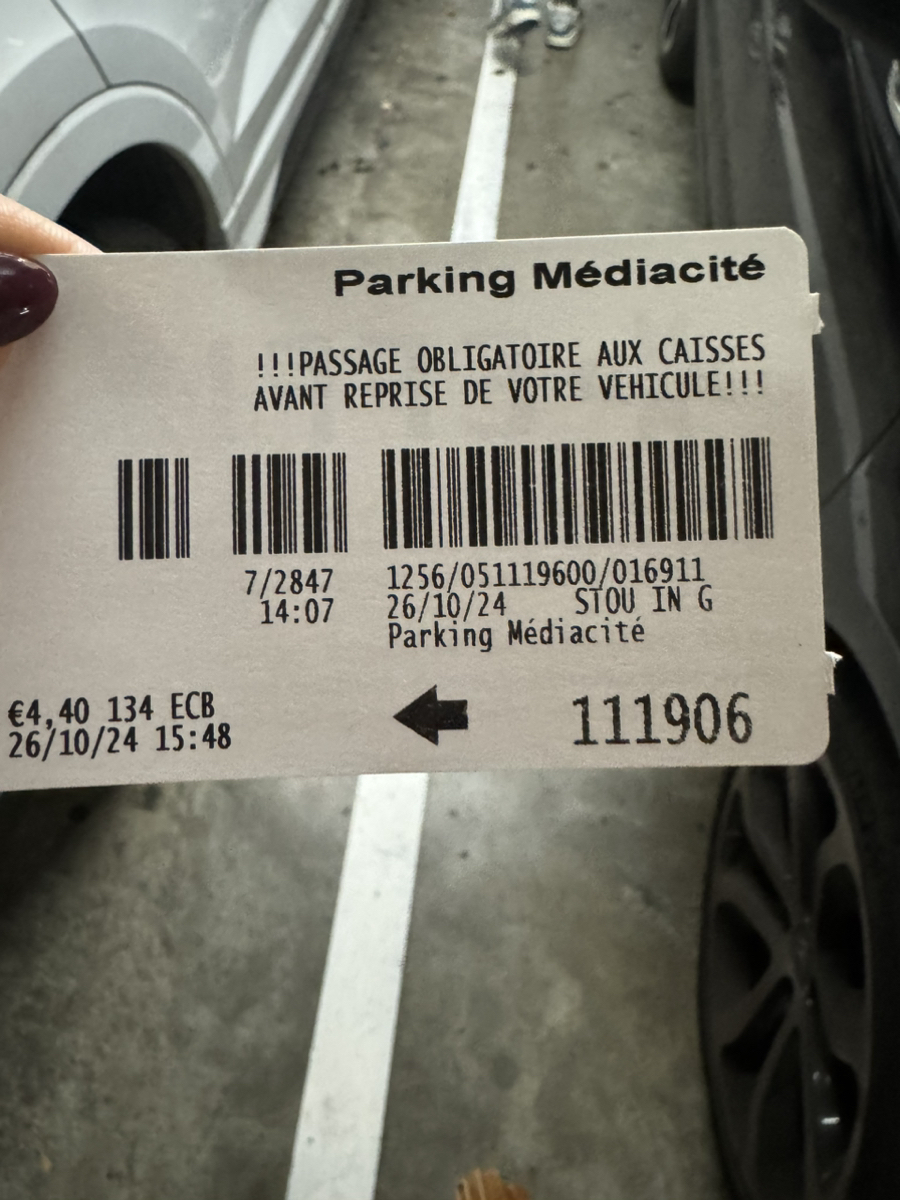 Parking Médiacité
!!!PASSAGE OBLIGATOIRE AUX CAISSES
AVANT REPRISE DE VOTRE VEHICULE!!!
7/2847 1256/051119600/016911
14:07 26/10/24 STOU IN G
Parking Médiacité
€4,40 134 ECB
26/10/24 15:48
111906